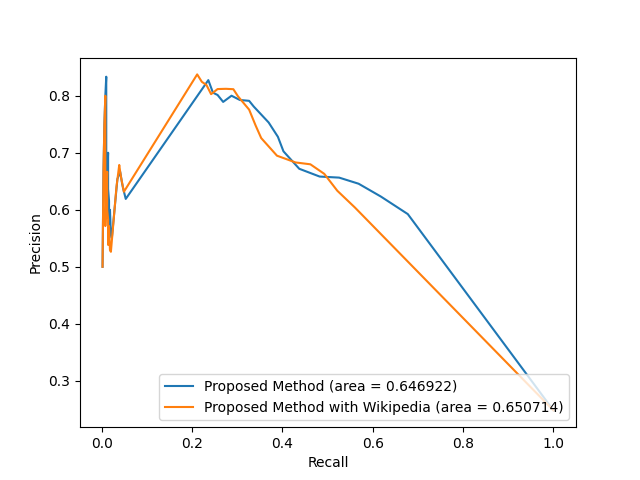 0.8
0.7
0.6
0.5
0.4
0.3
Precision
Proposed Method (area = 0.646922)
Proposed Method with Wikipedia (area = 0.650714)
0.0 0.2 0.4 0.6 0.8 1.0
Recall